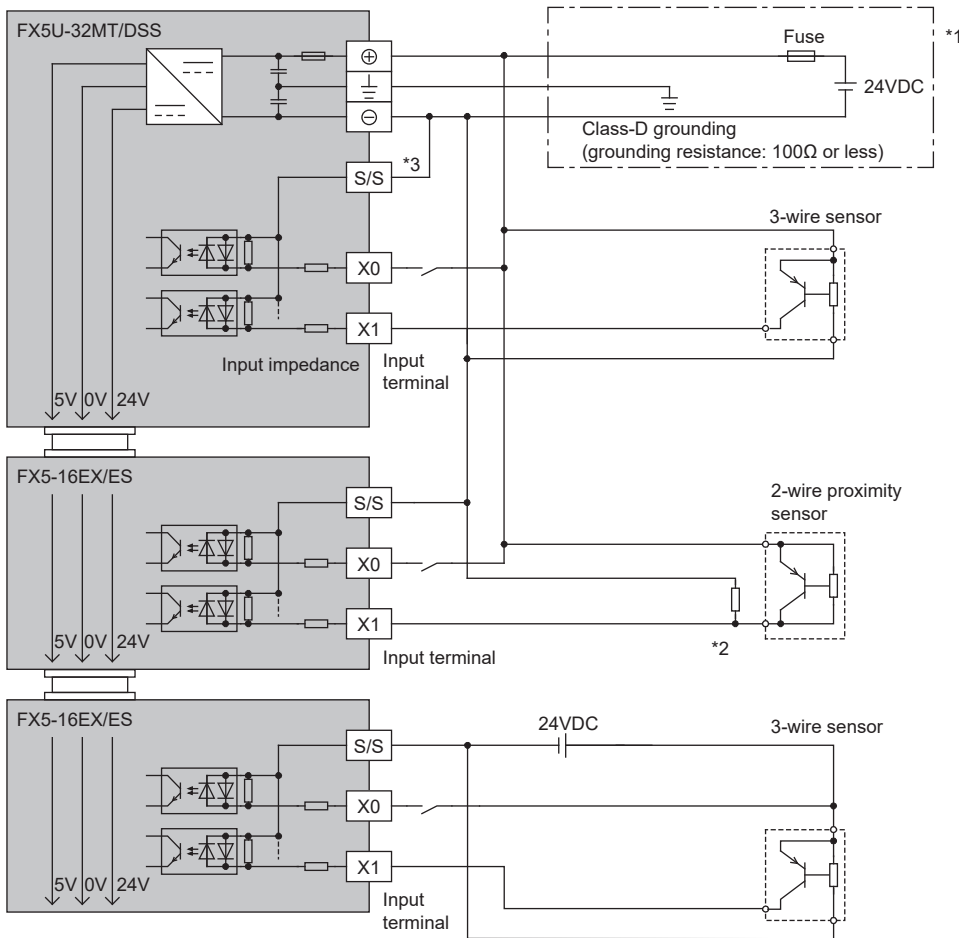 FX5U-32MT/DSS
Fuse
*1
24VDC
Class-D grounding
(grounding resistance: 100Ω or less)
S/S
*3
3-wire sensor
X0
X1
Input impedance
Input
terminal
5V 0V 24V
FX5-16EX/ES
S/S
2-wire proximity
sensor
X0
X1
*2
5V 0V 24V
Input terminal
FX5-16EX/ES
24VDC
3-wire sensor
S/S
X0
X1
5V 0V 24V
Input
terminal